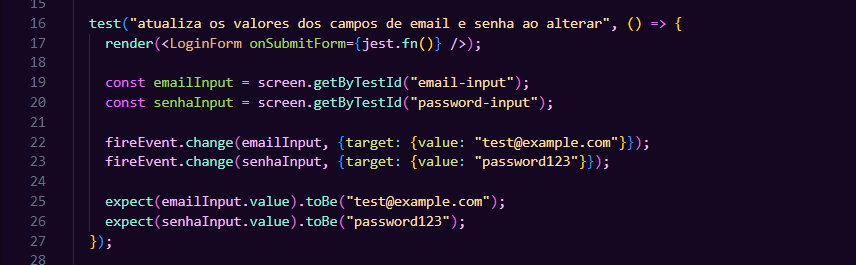 15
16 test("atualiza os valores dos campos de email e senha ao alterar", () => {
17 render(<LoginForm onSubmitForm={jest.fn()} />);
18
19 const emailInput = screen.getByTestId("email-input");
20 const senhaInput = screen.getByTestId("password-input");
21
22 fireEvent.change(emailInput, {target: {value: "test@example.com"}});
23 fireEvent.change(senhaInput, {target: {value: "password123"}});
24
25 expect(emailInput.value).toBe("test@example.com");
26 expect(senhaInput.value).toBe("password123");
27 });
28